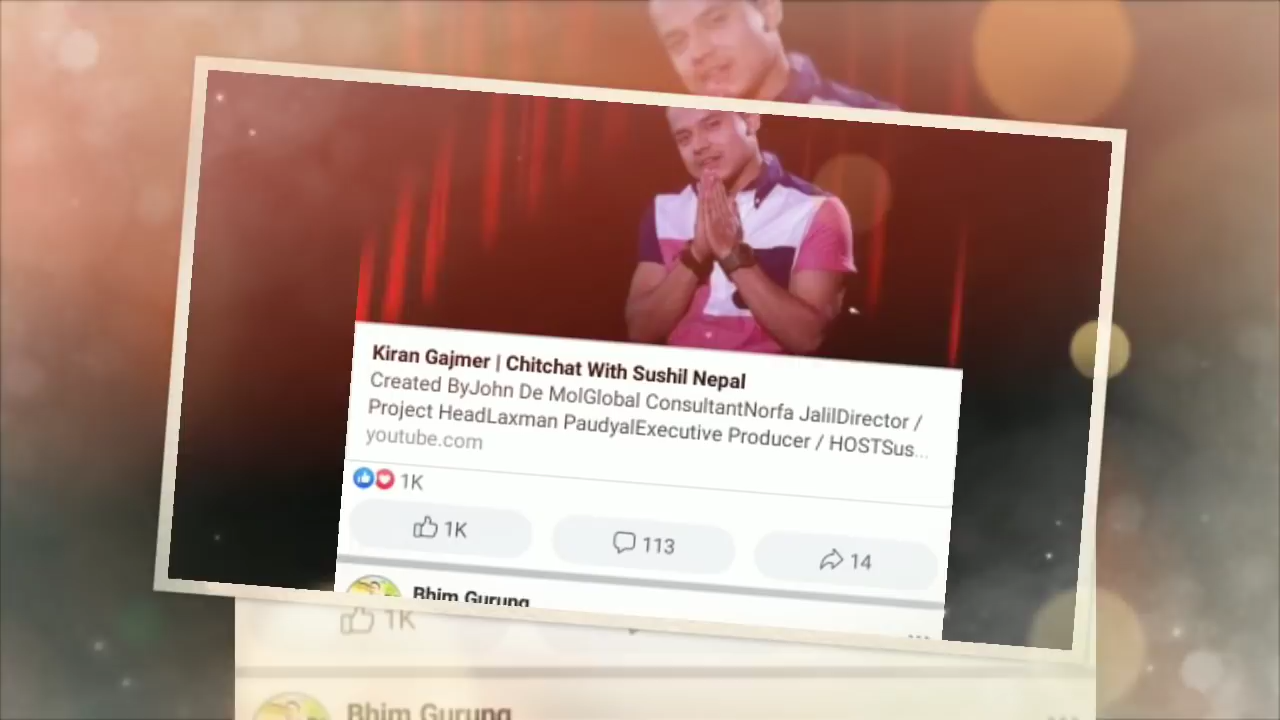 Kiran Gajmer | Chitchat With Sushil Nepal
Created ByJohn De MolGlobal ConsultantNorfa JalilDirector /
Project HeadLaxman PaudyalExecutive Producer / HOSTSus...
youtube.com
1K
1K
113
14
Bhim Gurung
1K
Bhim Gurung